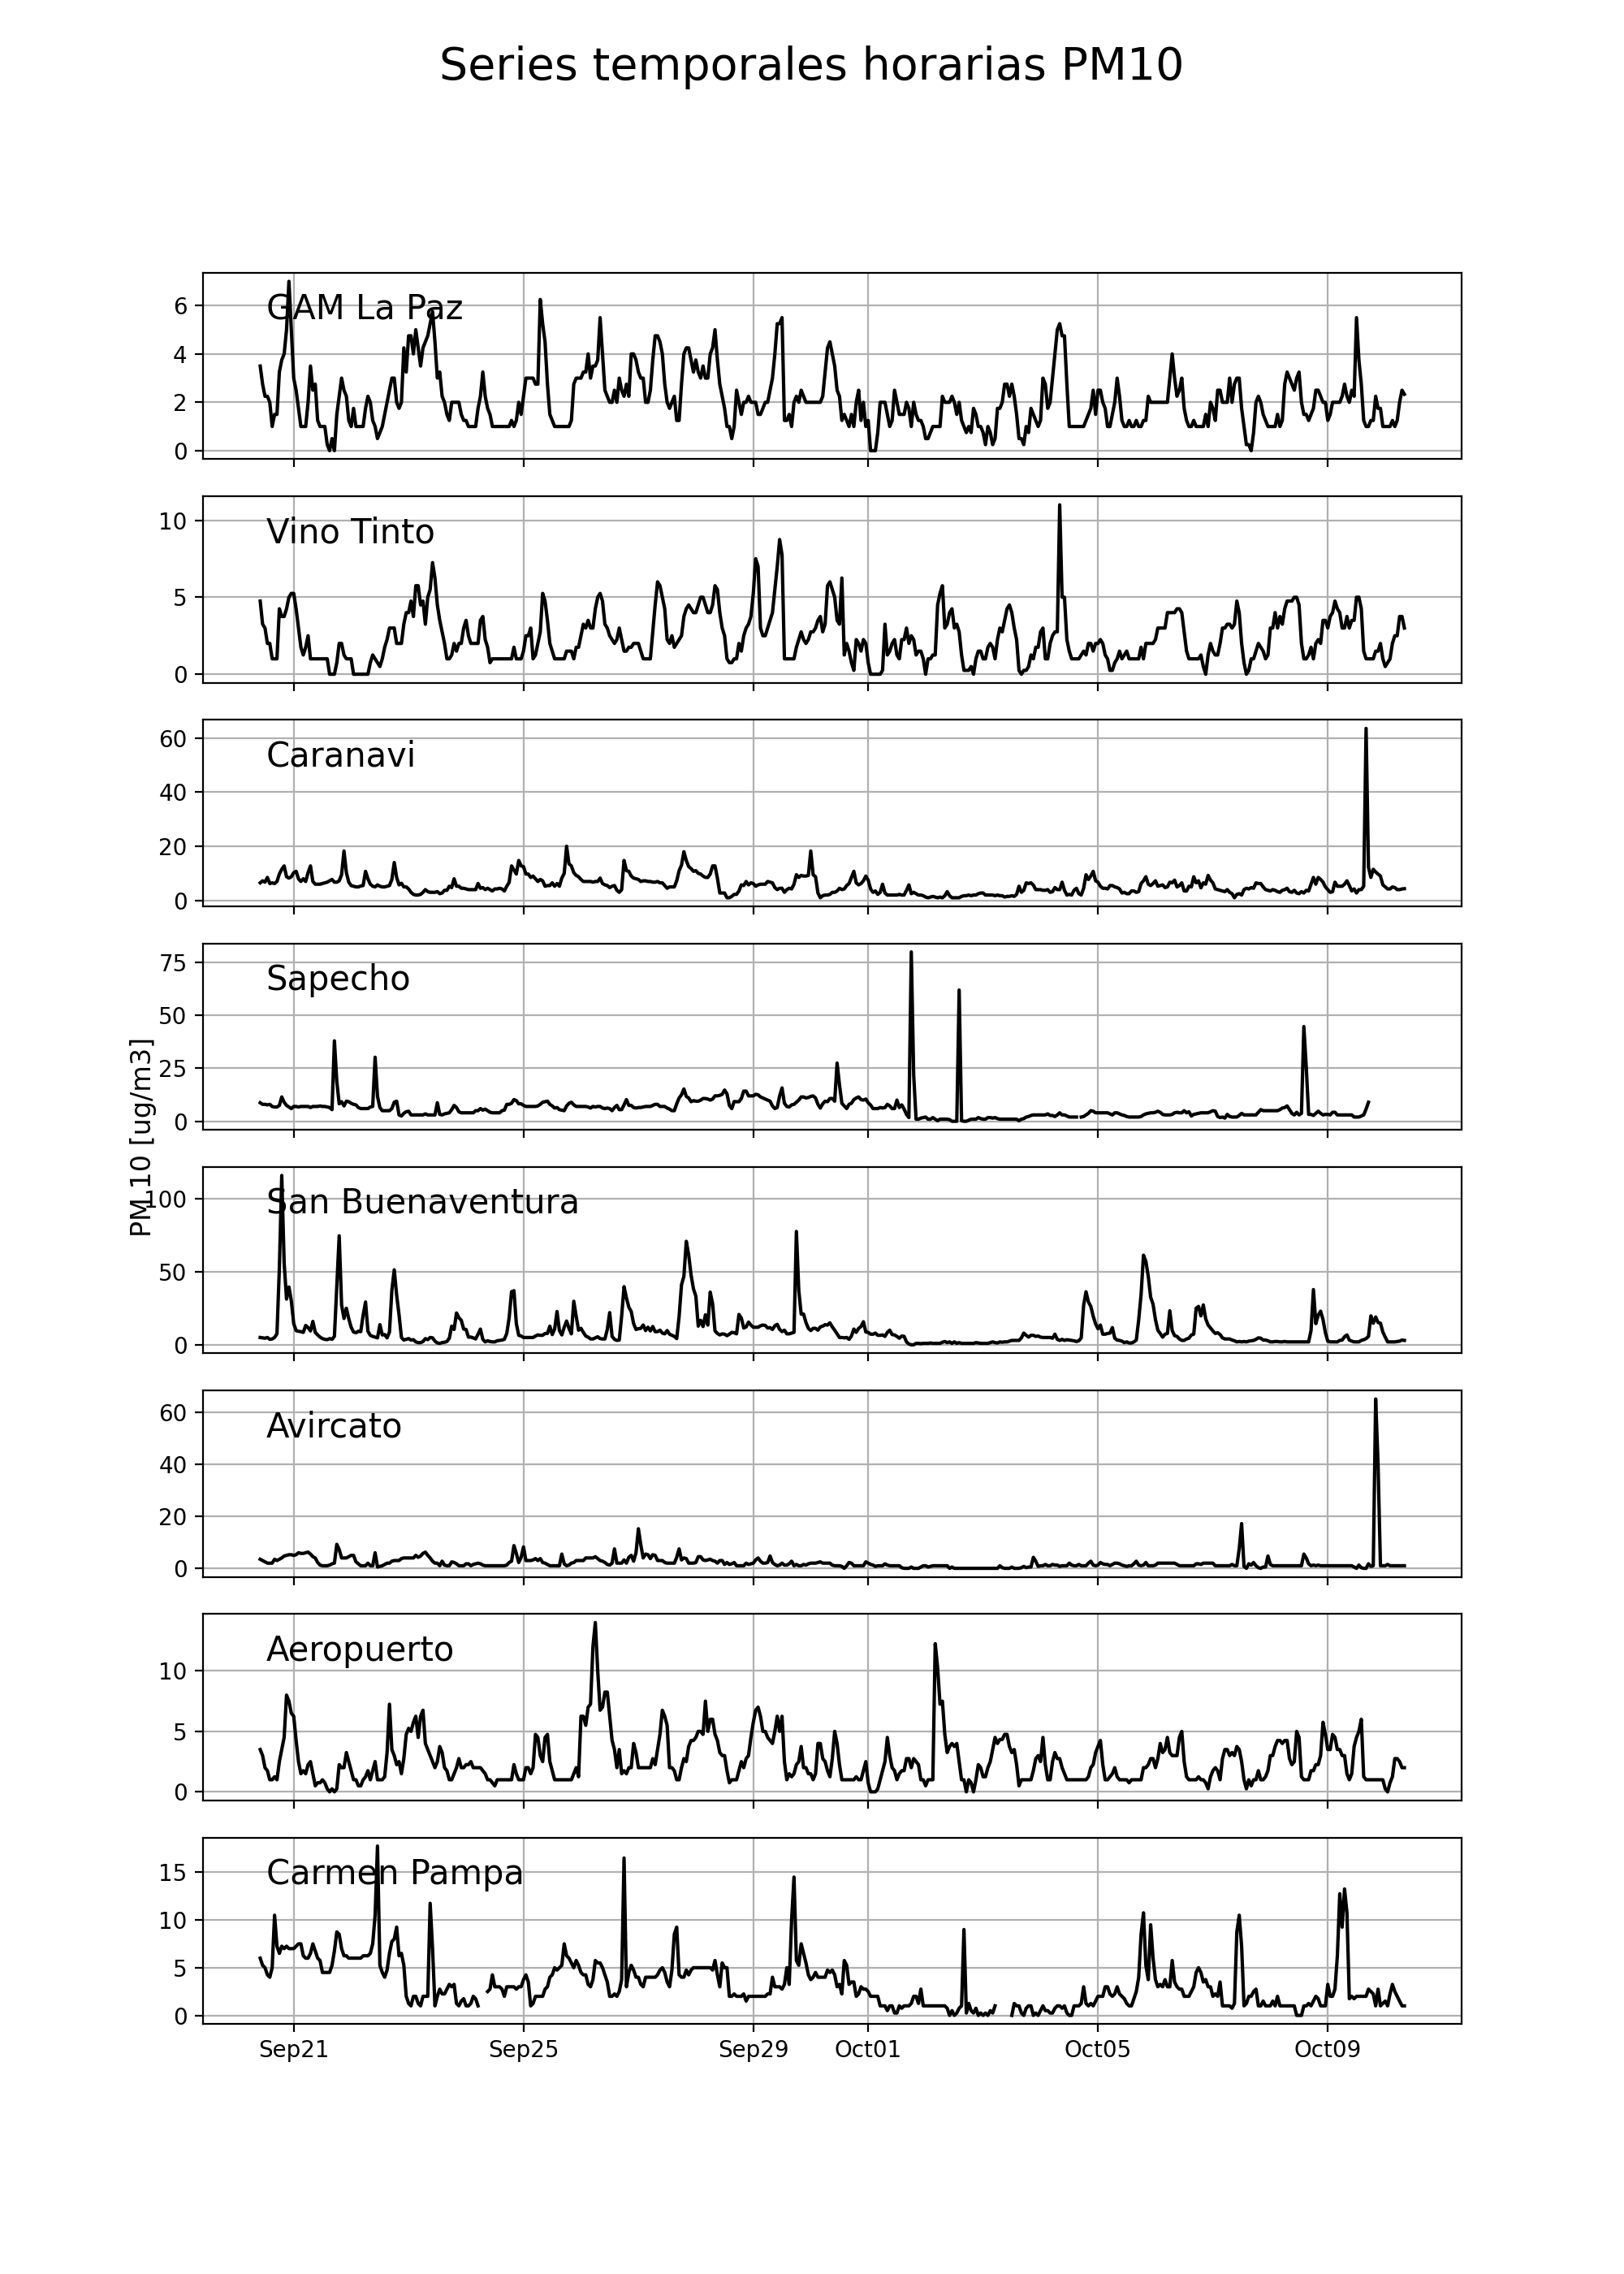 Series temporales horarias PM10
GAM La Paz
6
4
2
0
Vino Tinto
10
5
0
Caranavi
60
40
20
0
Sapecho
75
50
25
0
PM 10 [ug/m3]
San Buenaventura
100
50
0
Avircato
60
40
20
0
Aeropuerto
10
5
0
Carmen Pampa
15
10
5
0
Sep21 Sep25 Sep29 Oct01 Oct05 Oct09